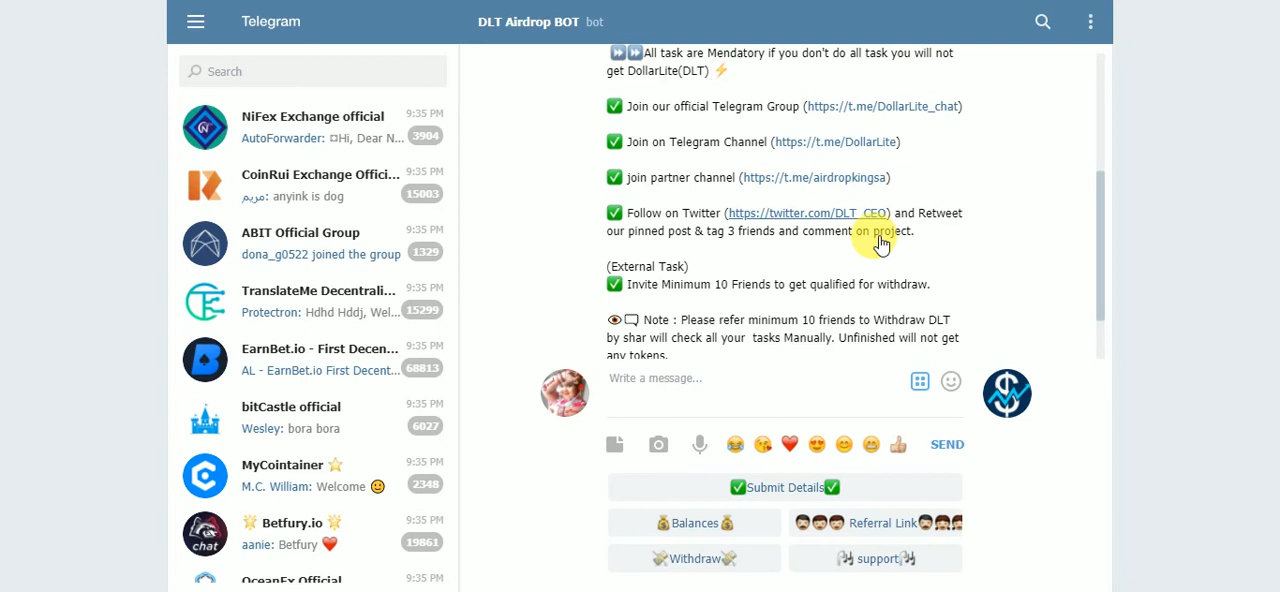 Telegram
DLT Airdrop BOT bot
Search
NiFex Exchange official 9:35 PM
AutoForwarder: ¤Hi, Dear N... 3904
CoinRui Exchange Offici... 9:35 PM
مريم: anyink is dog 15003
ABIT Official Group 9:35 PM
dona_g0522 joined the group 1329
TranslateMe Decentrali... 9:35 PM
Protectron: Hdhd Hddj, Wel... 15299
EarnBet.io - First Decen... 9:35 PM
AL - EarnBet.io First Decent... 68813
bitCastle official 9:35 PM
Wesley: bora bora 6027
MyCointainer ⭐ 9:35 PM
M.C. William: Welcome 🙂 2348
🌟 Betfury.io 🌟 9:35 PM
aanie: Betfury ❤️ 19861
chat
OceanEx Official 9:35 PM
⏩⏩All task are Mendatory if you don't do all task you will not
get DollarLite(DLT) ⚡
✅ Join our official Telegram Group (https://t.me/DollarLite_chat)
✅ Join on Telegram Channel (https://t.me/DollarLite)
✅ join partner channel (https://t.me/airdropkingsa)
✅ Follow on Twitter (https://twitter.com/DLT_CEO) and Retweet
our pinned post & tag 3 friends and comment on project.
(External Task)
✅ Invite Minimum 10 Friends to get qualified for withdraw.
👁🗨 Note : Please refer minimum 10 friends to Withdraw DLT
by shar will check all your tasks Manually. Unfinished will not get
any tokens.
Write a message...
SEND
✅Submit Details✅
💰Balances💰
👦🏻👦🏻👦🏻 Referral Link👦🏻👧🏻👧🏻
💸Withdraw💸
🎧 support🎧